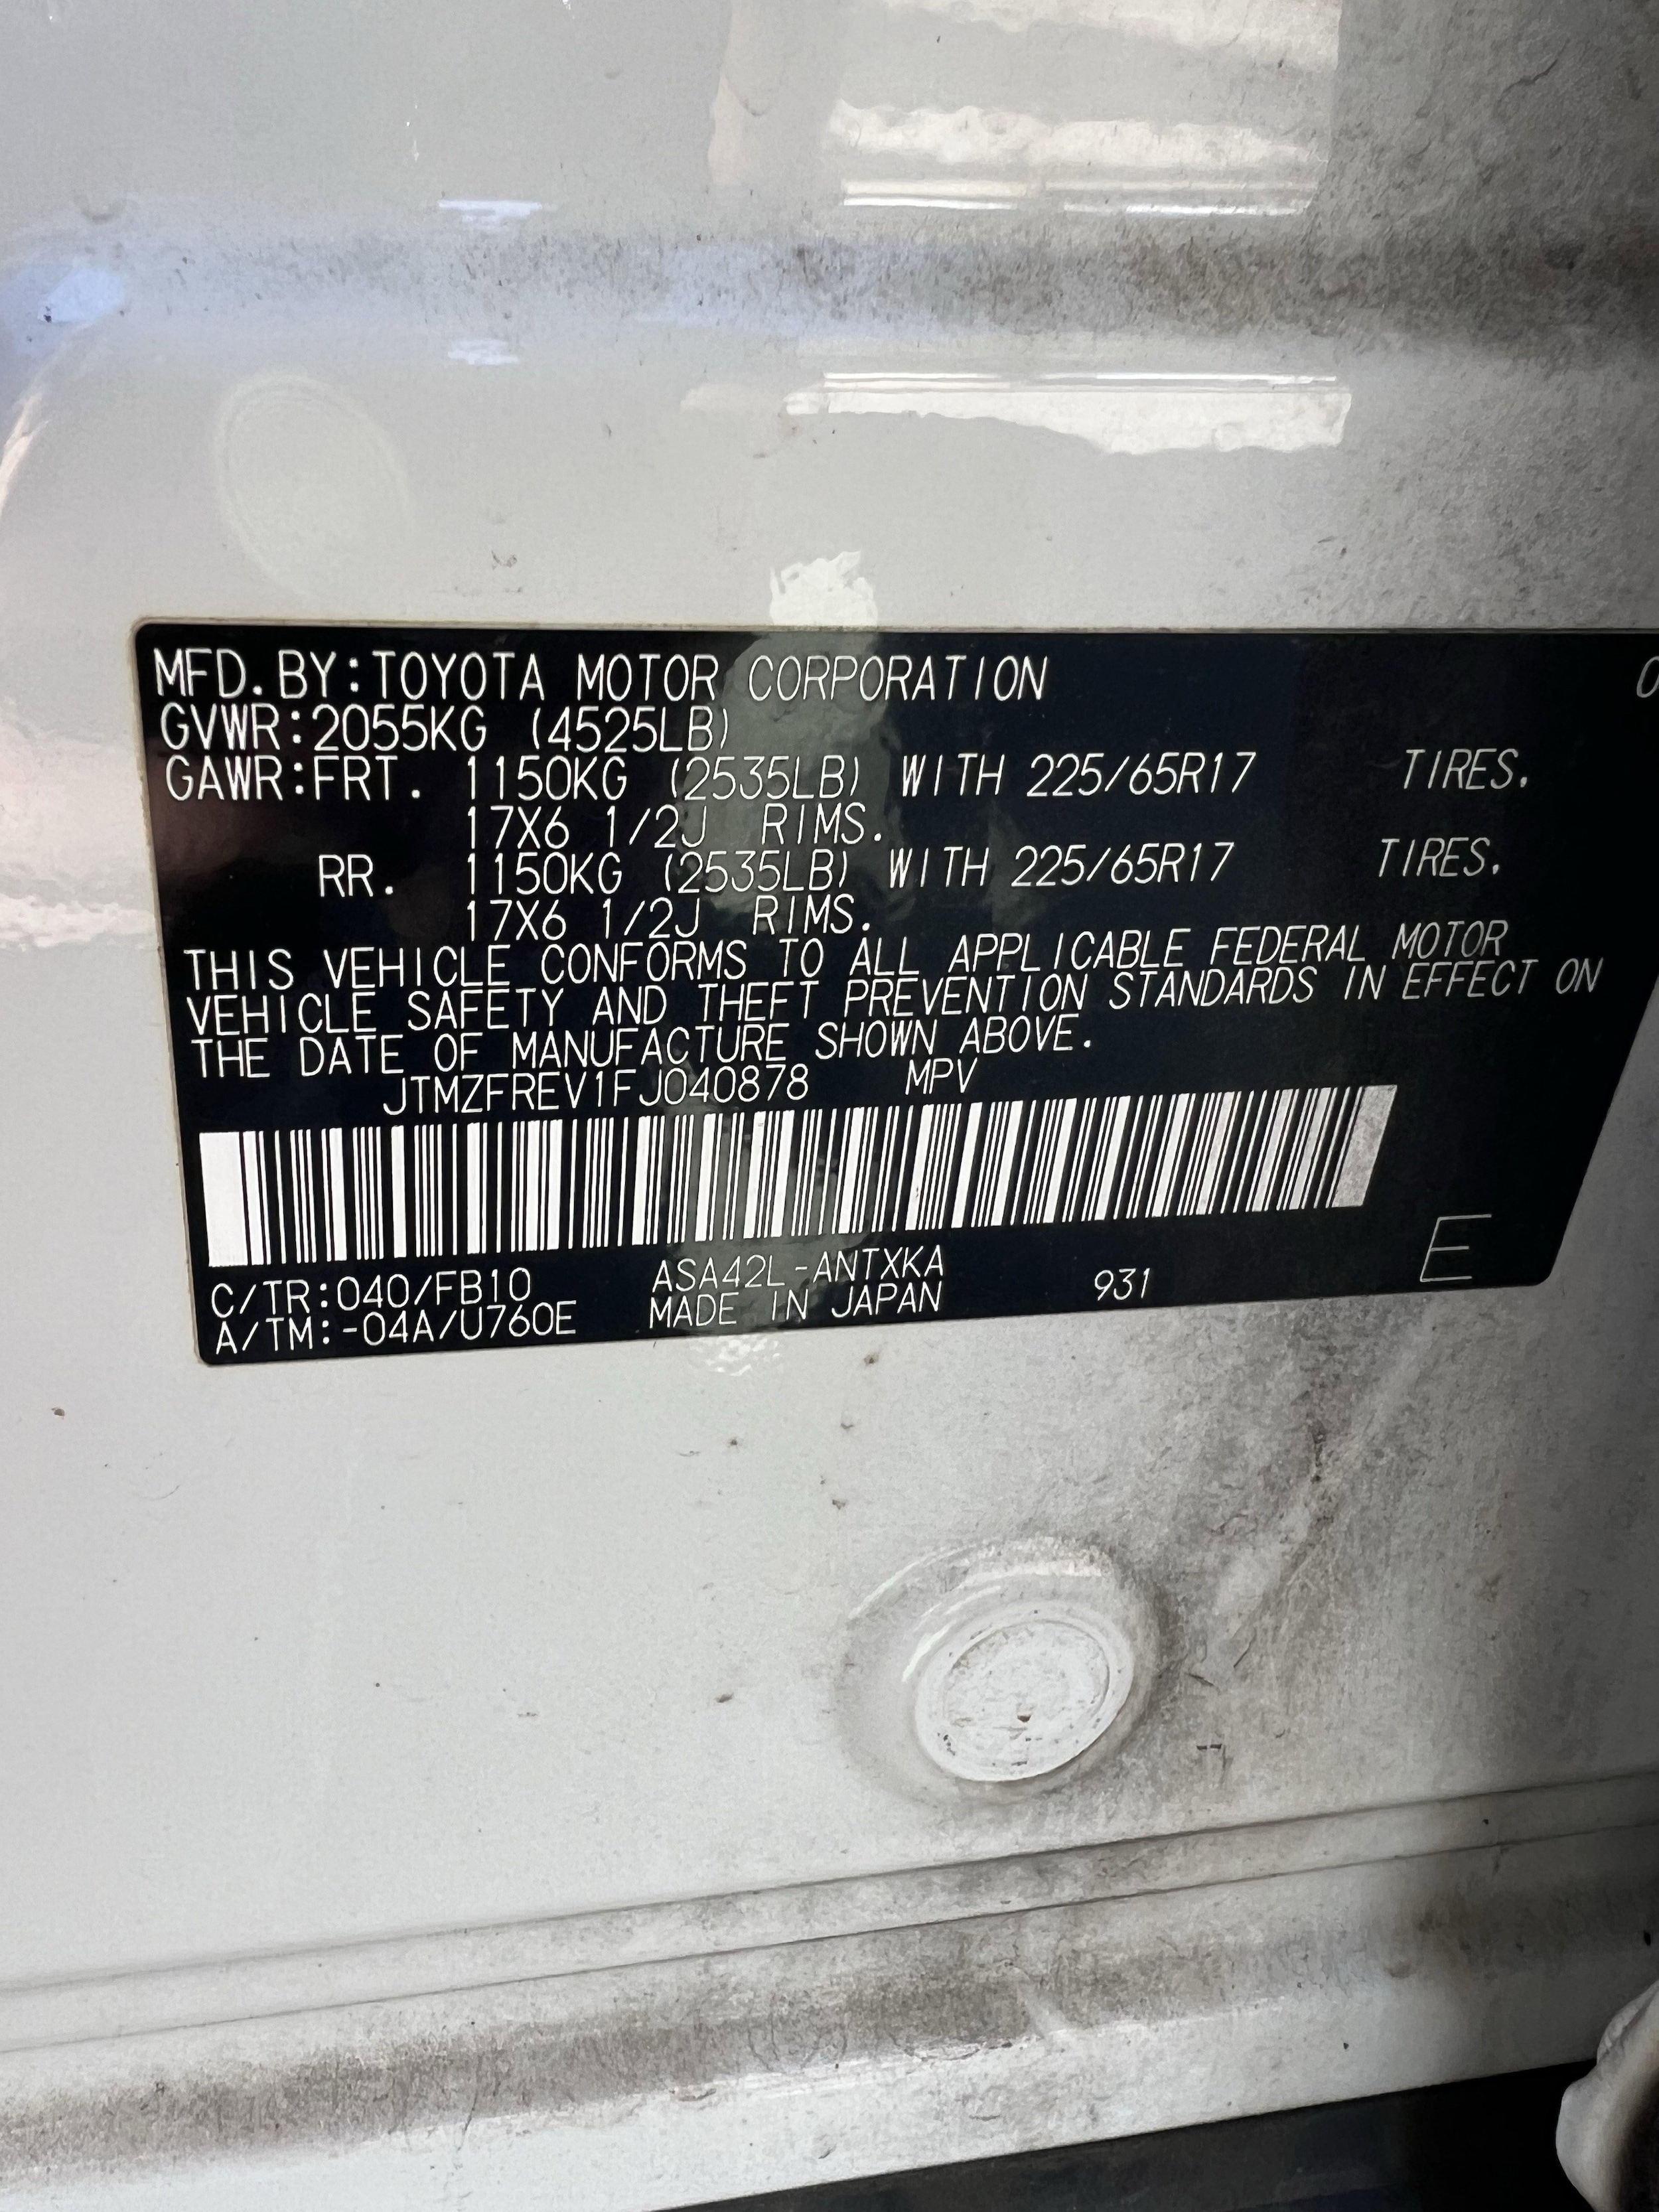 MFD.BY:TOYOTA MOTOR CORPORATION 0
GVWR:2055KG (4525LB)
GAWR:FRT. 1150KG (2535LB) WITH 225/65R17 TIRES.
17X6 1/2J RIMS.
RR. 1150KG (2535LB) WITH 225/65R17 TIRES.
17X6 1/2J RIMS.
THIS VEHICLE CONFORMS TO ALL APPLICABLE FEDERAL MOTOR
VEHICLE SAFETY AND THEFT PREVENTION STANDARDS IN EFFECT ON
THE DATE OF MANUFACTURE SHOWN ABOVE.
JTMZFREV1FJ040878 MPV
C/TR:040/FB10 ASA42L-ANTXKA 931 E
A/TM:-04A/U760E MADE IN JAPAN